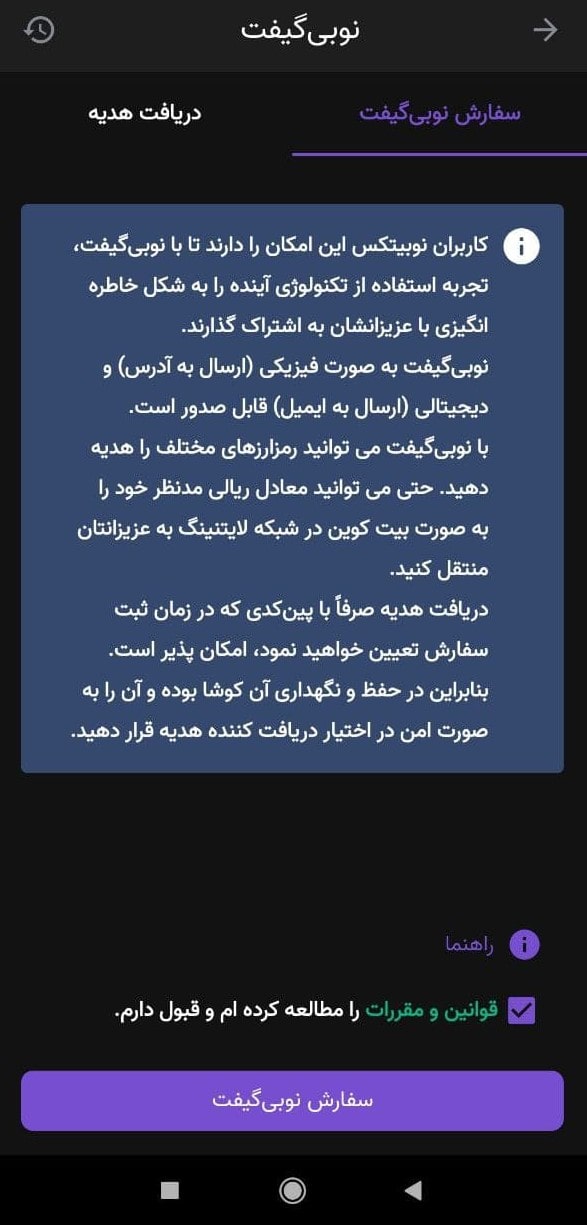 نوبی‌گیفت
سفارش نوبی‌گیفت
دریافت هدیه
کاربران نوبیتکس این امکان را دارند تا با نوبی‌گیفت،
تجربه استفاده از تکنولوژی آینده را به شکل خاطره
انگیزی با عزیزانشان به اشتراک گذارند.
نوبی‌گیفت به صورت فیزیکی (ارسال به آدرس) و
دیجیتالی (ارسال به ایمیل) قابل صدور است.
با نوبی‌گیفت می توانید رمزارزهای مختلف را هدیه
دهید. حتی می توانید معادل ریالی مدنظر خود را
به صورت بیت کوین در شبکه لایتنینگ به عزیزانتان
منتقل کنید.
دریافت هدیه صرفاً با پین‌کدی که در زمان ثبت
سفارش تعیین خواهید نمود، امکان پذیر است.
بنابراین در حفظ و نگهداری آن کوشا بوده و آن را به
صورت امن در اختیار دریافت کننده هدیه قرار دهید.
راهنما
قوانین و مقررات را مطالعه کرده ام و قبول دارم.
سفارش نوبی‌گیفت